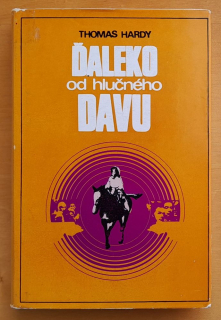 THOMAS HARDY
ĎALEKO
od hlučného
DAVU